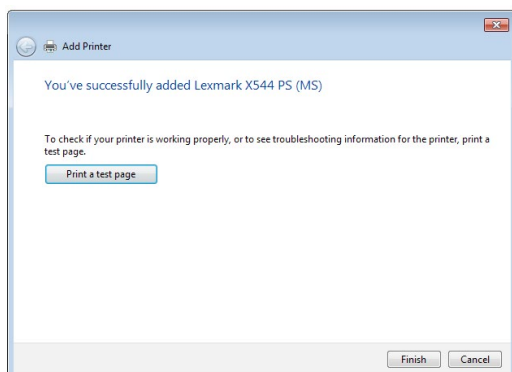 Add Printer
You've successfully added Lexmark X544 PS (MS)
To check if your printer is working properly, or to see troubleshooting information for the printer, print a
test page.
Print a test page
Finish Cancel